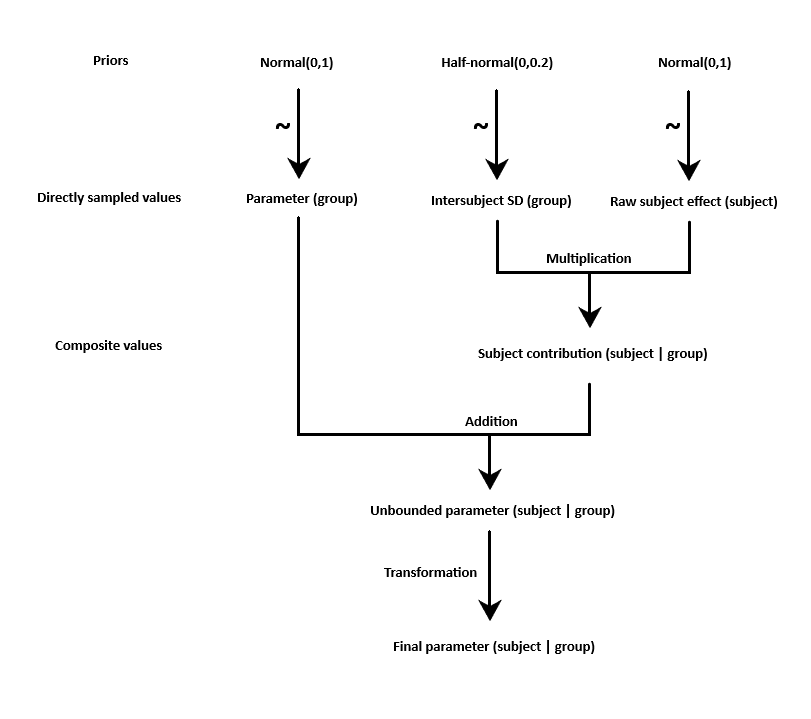 Priors
Normal(0,1)
Half-normal(0,0.2)
Normal(0,1)
~
~
~
Directly sampled values
Parameter (group)
Intersubject SD (group)
Raw subject effect (subject)
Multiplication
Composite values
Subject contribution (subject | group)
Addition
Unbounded parameter (subject | group)
Transformation
Final parameter (subject | group)